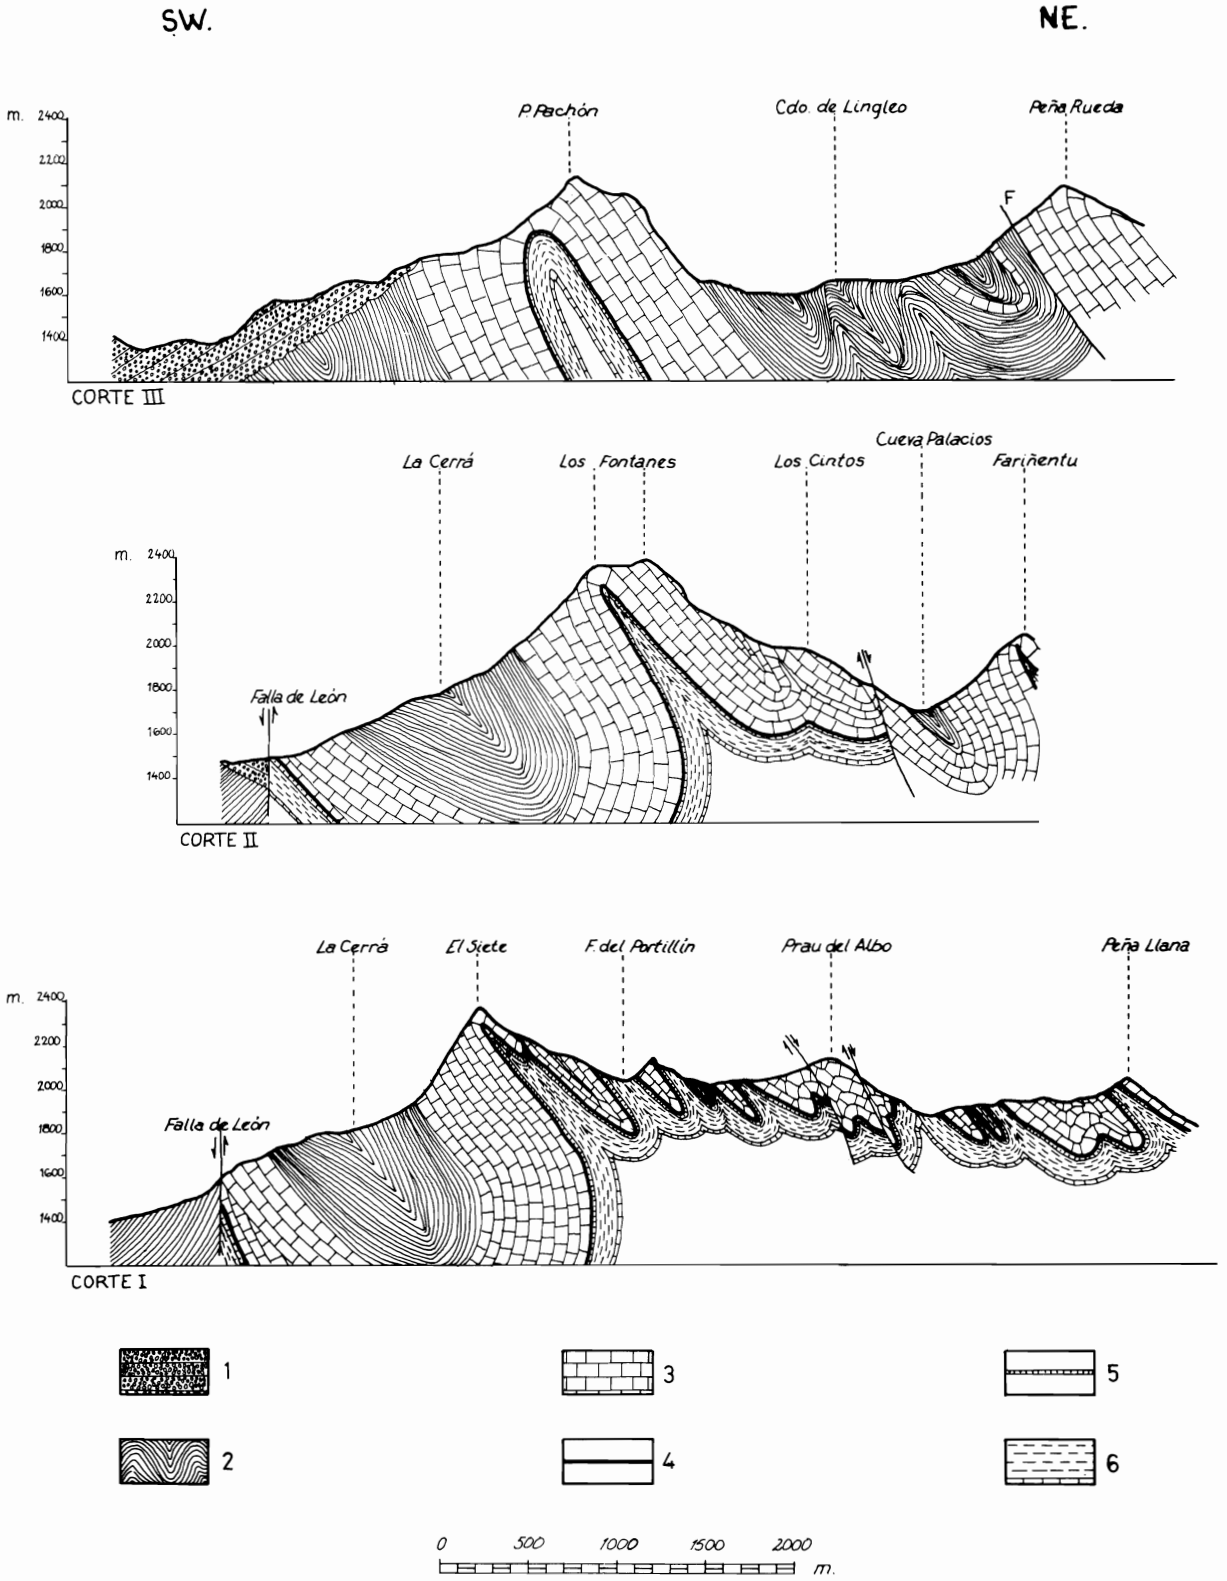 SW. NE.
P. Pachón Cdo. de Lingleo Peña Rueda
m. 2400
2200
2000
1800
1600
1400
F
CORTE III
Cueva Palacios
La Cerrá Los Fontanes Los Cintos Fariñentu
m. 2400
2200
2000
1800
1600
1400
Falla de León
CORTE II
La Cerrá El Siete F. del Portillín Prau del Albo Peña Llana
m. 2400
2200
2000
1800
1600
1400
Falla de León
CORTE I
1 3 5
2 4 6
0 500 1000 1500 2000
m.